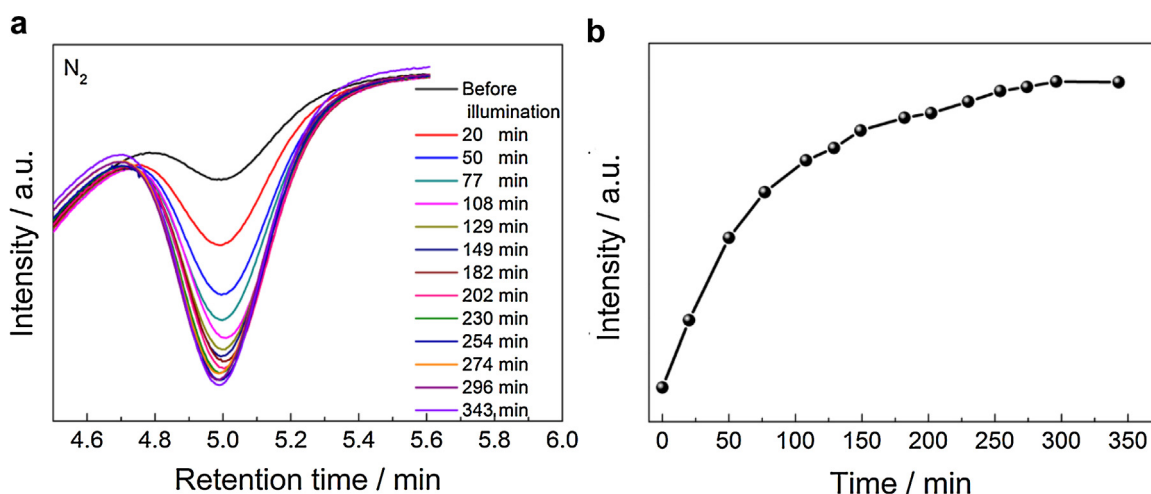 a
N2
Before
illumination
20 min
50 min
77 min
108 min
129 min
149 min
182 min
202 min
230 min
254 min
274 min
296 min
343 min
Intensity / a.u.
4.6 4.8 5.0 5.2 5.4 5.6 5.8 6.0
Retention time / min
b
Intensity / a.u.
0 50 100 150 200 250 300 350
Time / min